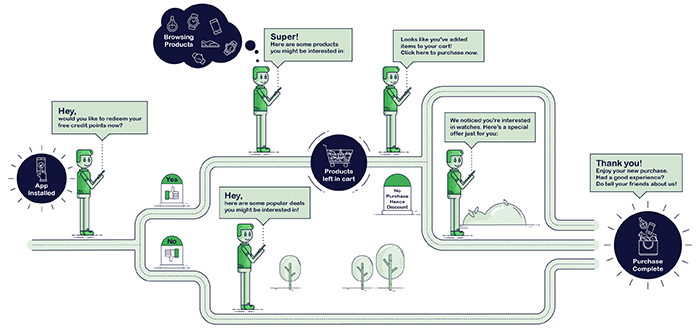 Browsing
Products
Super!
Here are some products
you might be interested in:
Looks like you've added
items to your cart!
Click here to purchase now.
Hey,
would you like to redeem your
free credit points now?
We noticed you're interested
in watches. Here's a special
offer just for you:
App
Installed
Yes
Products
left in cart
No
Purchase
Hence
Discount
Thank you!
Enjoy your new purchase.
Had a good experience?
Do tell your friends about us!
Hey,
here are some popular deals
you might be interested in!
No
Purchase
Complete